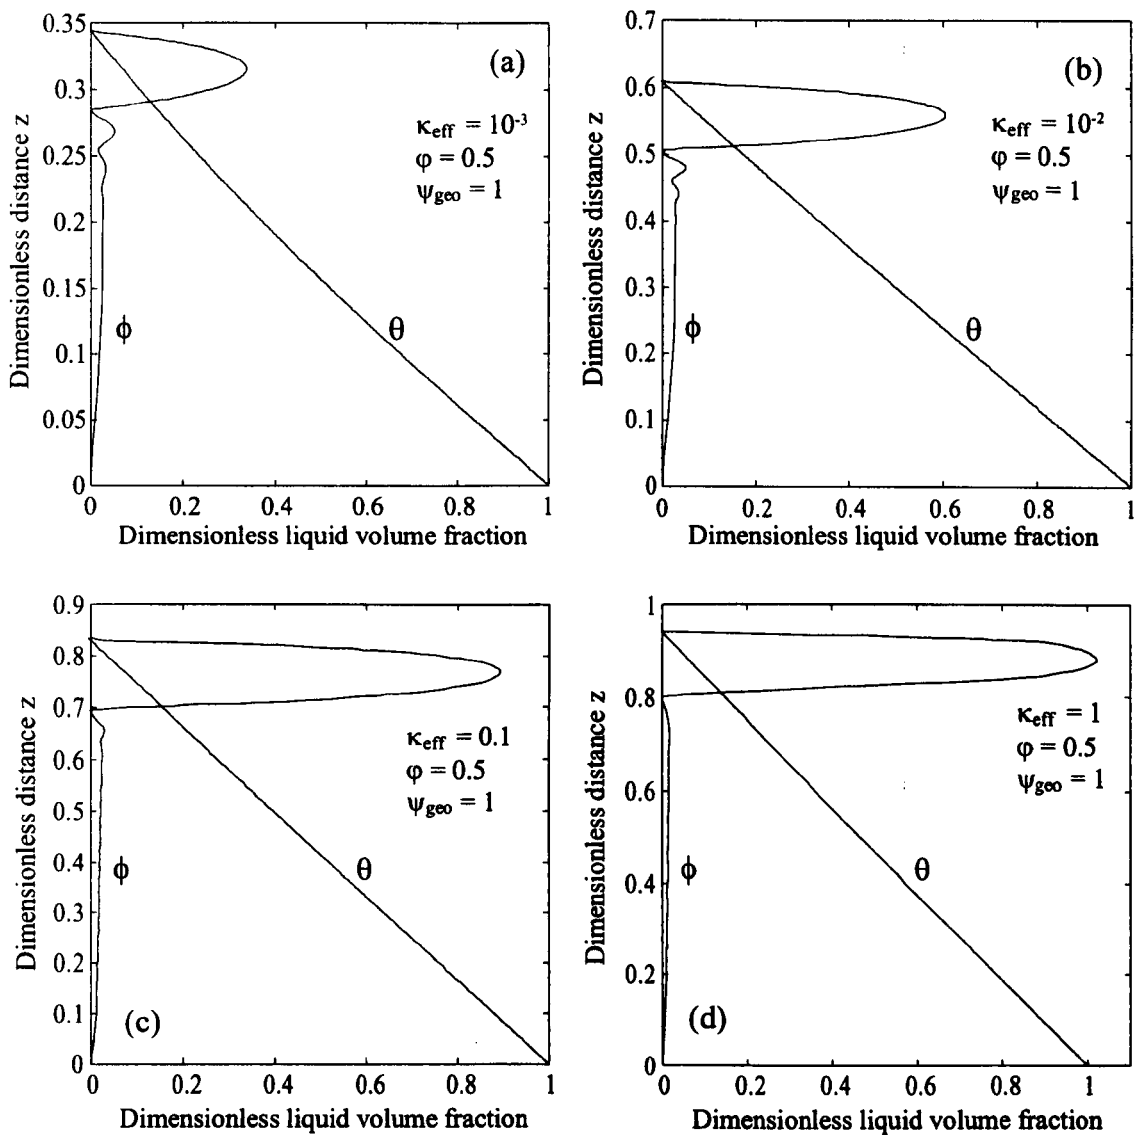 0.35
0.3
0.25
0.2
0.15
0.1
0.05
0
Dimensionless distance z
(a)
κeff = 10-3
φ = 0.5
ψgeo = 1
ϕ
θ
0 0.2 0.4 0.6 0.8 1
Dimensionless liquid volume fraction
0.7
0.6
0.5
0.4
0.3
0.2
0.1
0
Dimensionless distance z
(b)
κeff = 10-2
φ = 0.5
ψgeo = 1
ϕ
θ
0 0.2 0.4 0.6 0.8 1
Dimensionless liquid volume fraction
0.9
0.8
0.7
0.6
0.5
0.4
0.3
0.2
0.1
0
Dimensionless distance z
κeff = 0.1
φ = 0.5
ψgeo = 1
ϕ
θ
(c)
0 0.2 0.4 0.6 0.8 1
Dimensionless liquid volume fraction
1
0.8
0.6
0.4
0.2
0
Dimensionless distance z
κeff = 1
φ = 0.5
ψgeo = 1
ϕ
θ
(d)
0 0.2 0.4 0.6 0.8 1
Dimensionless liquid volume fraction